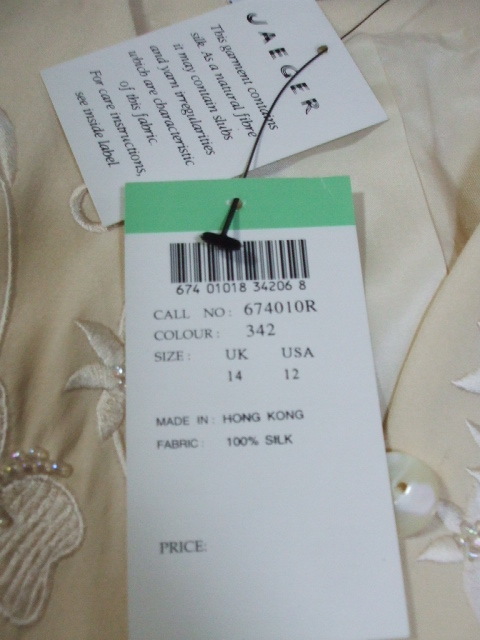 JAEGER
This garment contains
silk. As a natural fibre
it may contain slubs
and yarn irregularities
which are characteristic
of this fabric.
For care instructions,
see inside label.
674 01018 34206 8
CALL NO: 674010R
COLOUR: 342
SIZE: UK USA
14 12
MADE IN: HONG KONG
FABRIC: 100% SILK
PRICE: